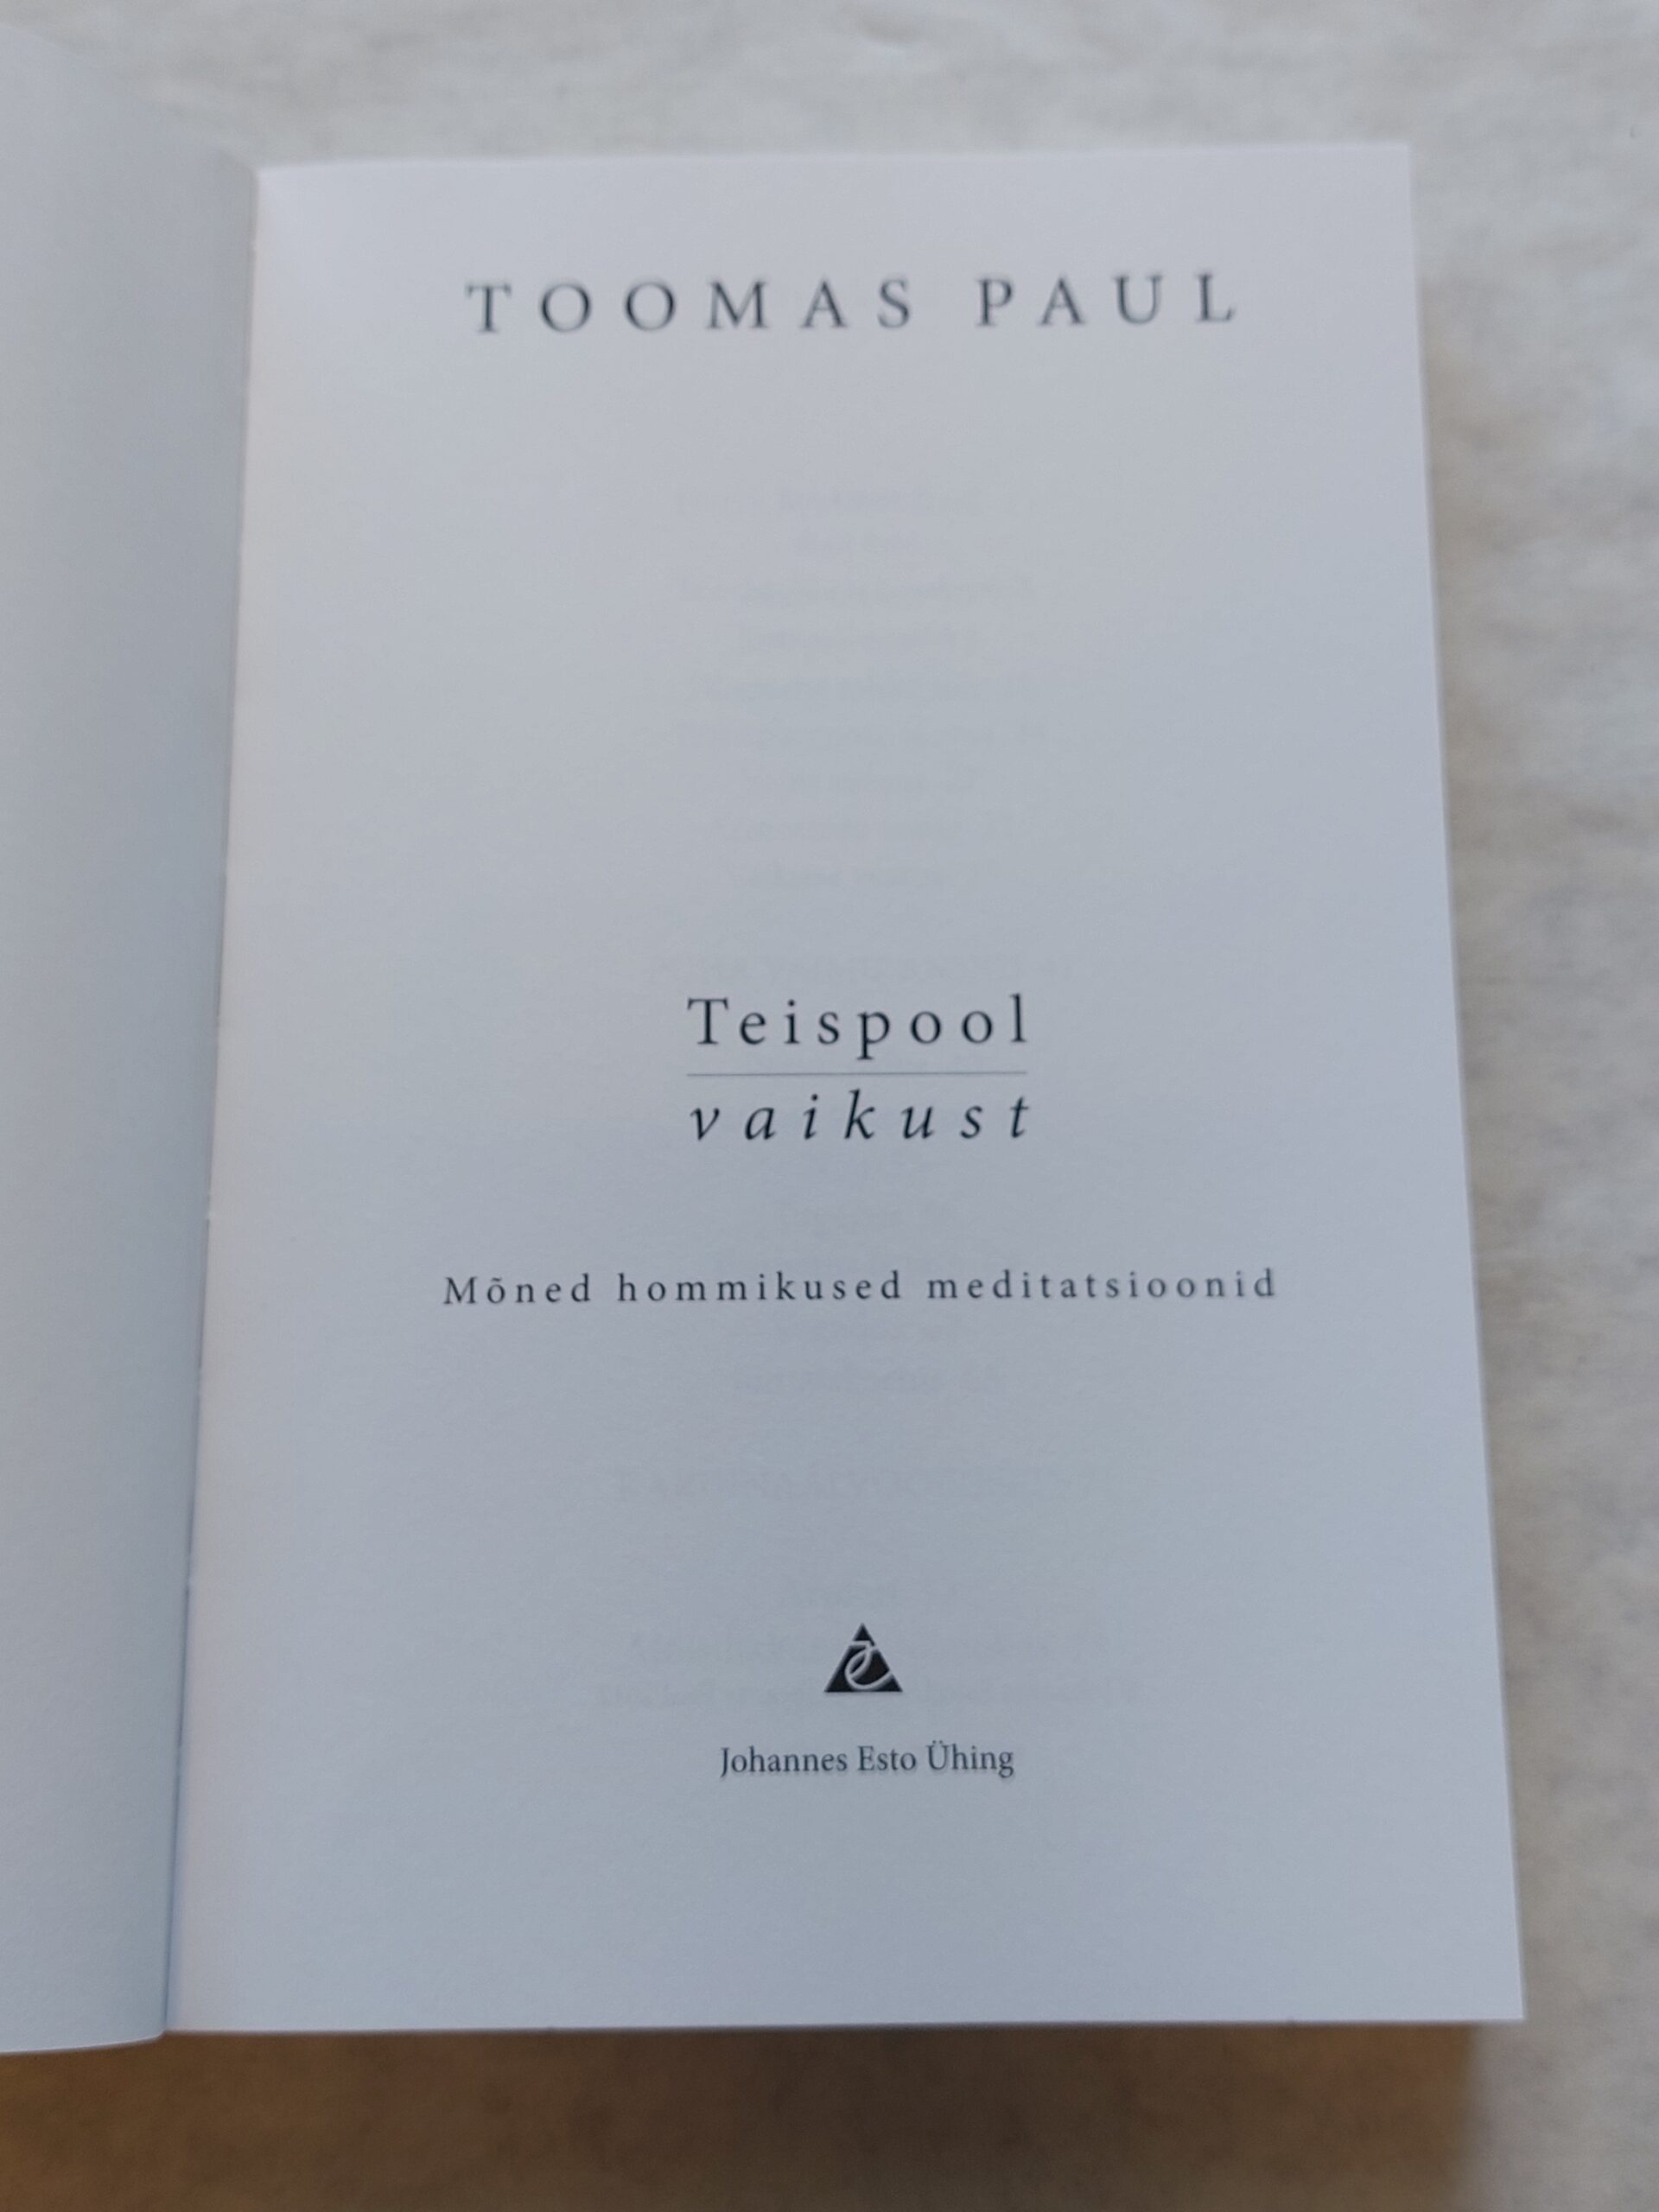 TOOMAS PAUL
Teispool
vaikust
Mõned hommikused meditatsioonid
Johannes Esto Ühing